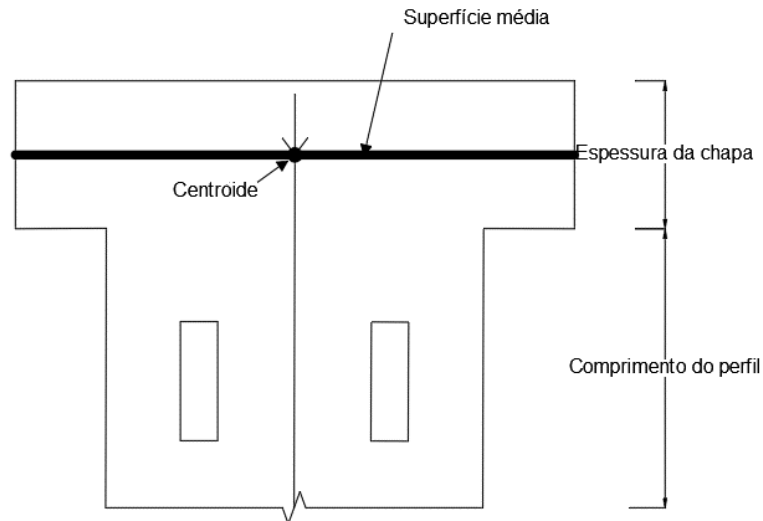 Superfície média
Espessura da chapa
Centroide
Comprimento do perfil